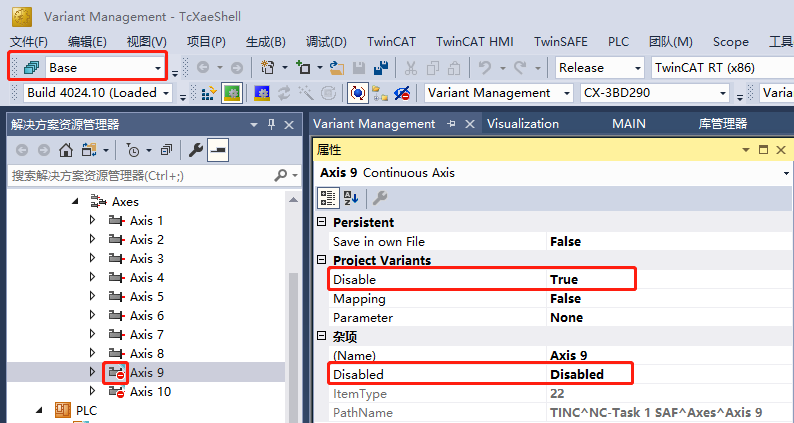 Variant Management - TcXaeShell
文件(F) 编辑(E) 视图(V) 项目(P) 生成(B) 调试(D) TwinCAT TwinCAT HMI TwinSAFE PLC 团队(M) Scope 工具
Base Release TwinCAT RT (x86)
Build 4024.10 (Loaded Variant Management CX-3BD290 Varia
解决方案资源管理器
搜索解决方案资源管理器(Ctrl+;)
Axes
Axis 1
Axis 2
Axis 3
Axis 4
Axis 5
Axis 6
Axis 7
Axis 8
Axis 9
Axis 10
PLC
Variant Management Visualization MAIN 库管理器
属性
Axis 9 Continuous Axis
Persistent
Save in own File False
Project Variants
Disable True
Mapping False
Parameter None
杂项
(Name) Axis 9
Disabled Disabled
ItemType 22
PathName TINC^NC-Task 1 SAF^Axes^Axis 9